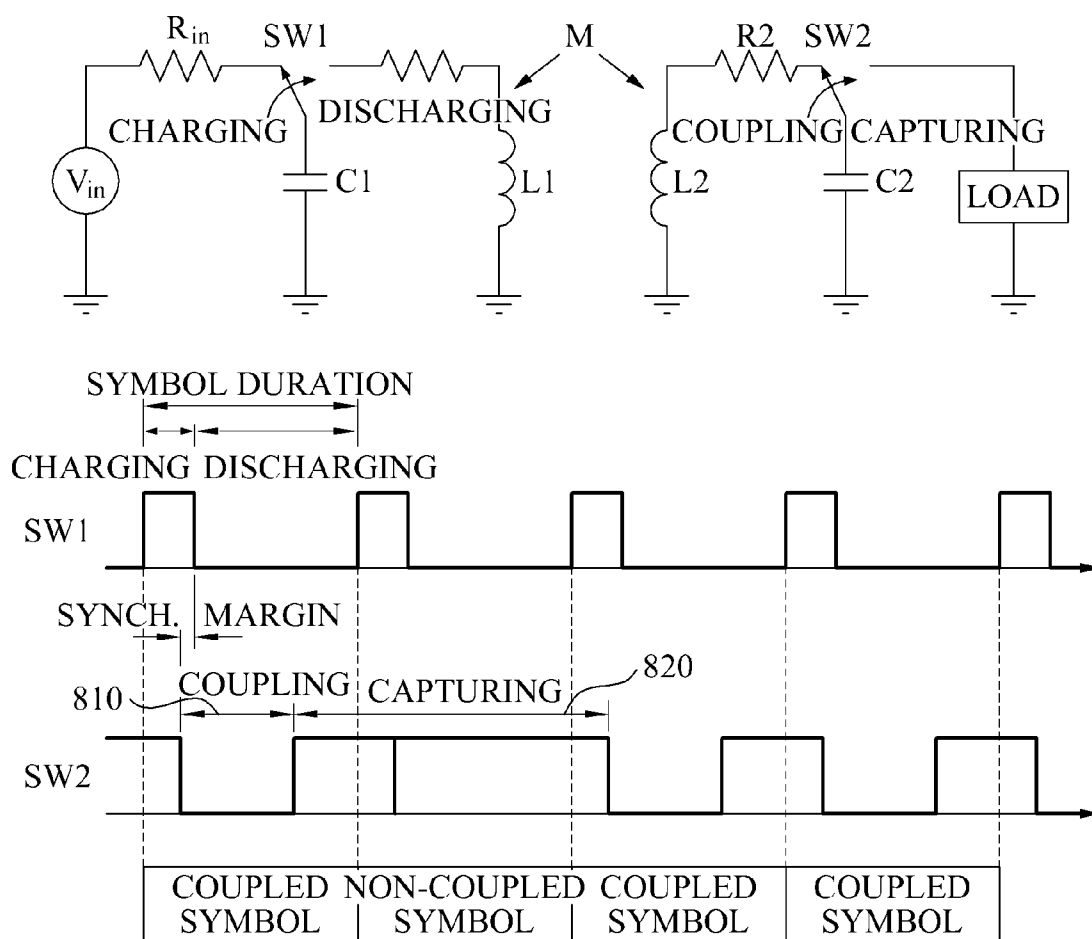 R_in SW1 M R2 SW2
CHARGING DISCHARGING COUPLING CAPTURING
V_in C1 L1 L2 C2 LOAD
SYMBOL DURATION
CHARGING DISCHARGING
SW1
SYNCH. MARGIN
810 COUPLING CAPTURING 820
SW2
COUPLED NON-COUPLED COUPLED COUPLED
SYMBOL SYMBOL SYMBOL SYMBOL